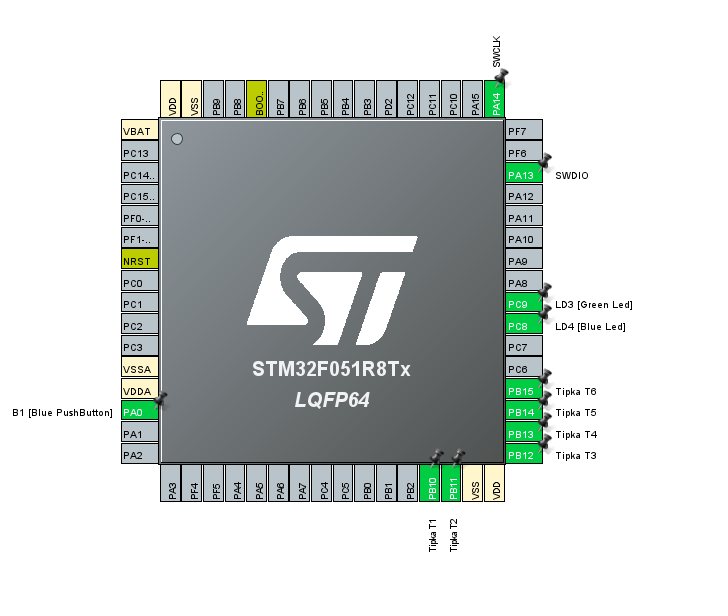 SWCLK
VDD
VSS
PB9
PB8
BOO..
PB7
PB6
PB5
PB4
PB3
PD2
PC12
PC11
PC10
PA15
PA14
VBAT
PC13
PC14..
PC15..
PF0-..
PF1-..
NRST
PC0
PC1
PC2
PC3
VSSA
VDDA
B1 [Blue PushButton] PA0
PA1
PA2
ST
STM32F051R8Tx
LQFP64
PF7
PF6
PA13 SWDIO
PA12
PA11
PA10
PA9
PA8
PC9 LD3 [Green Led]
PC8 LD4 [Blue Led]
PC7
PC6
PB15 Tipka T6
PB14 Tipka T5
PB13 Tipka T4
PB12 Tipka T3
PA3
PF4
PF5
PA4
PA5
PA6
PA7
PC4
PC5
PB0
PB1
PB2
PB10
PB11
VSS
VDD
Tipka T1
Tipka T2